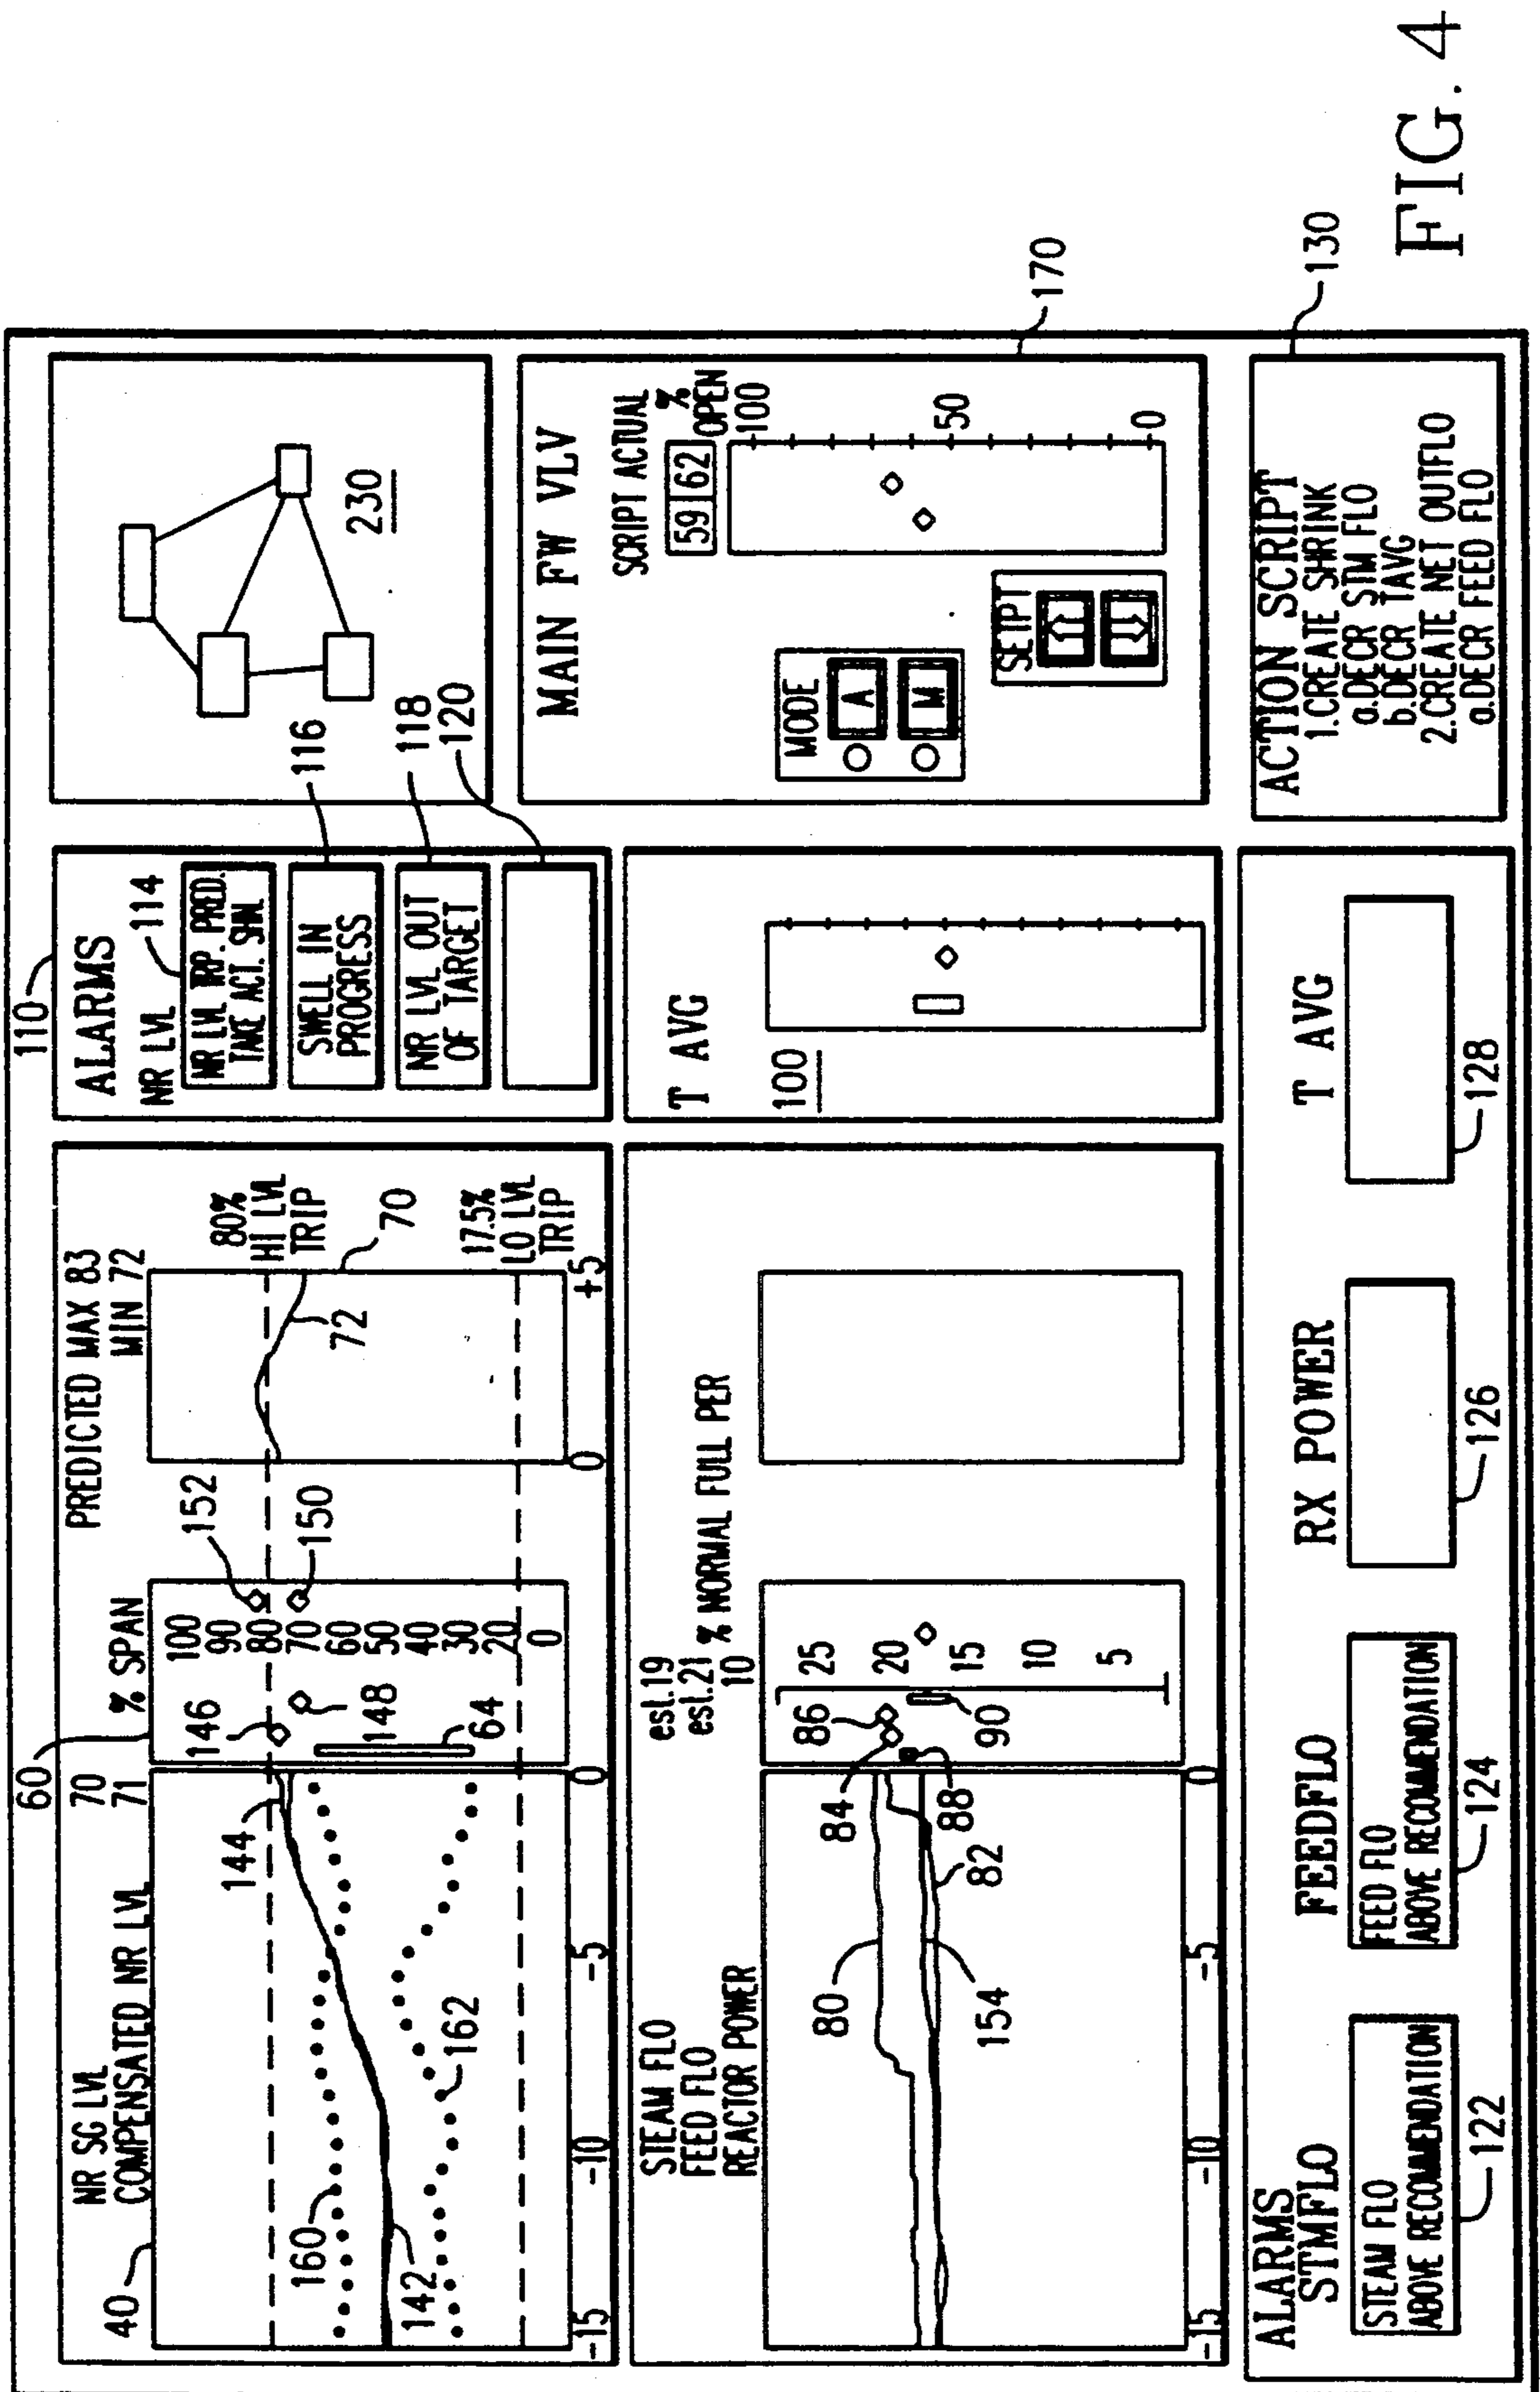 40
NR SG LVL
COMPENSATED NR LVL
60
70
71
% SPAN
PREDICTED MAX 83
MIN 72
80%
HI LVL
TRIP
70
17.5%
LO LVL
TRIP
72
152
150
146
148
64
100
90
80
70
60
50
40
30
20
0
144
160
142
162
-15
-10
-5
0
0
+5
110
ALARMS
NR LVL
114
NR LVL TRP. PRED.
TAKE ACT. SHN.
SWELL IN
PROGRESS
116
NR LVL OUT
OF TARGET
118
120
230
STEAM FLO
FEED FLO
REACTOR POWER
est.19
est.21
10
% NORMAL FULL PER
80
84
86
88
90
82
154
25
20
15
10
5
-15
-10
-5
0
T AVG
100
MAIN FW VLV
SCRIPT ACTUAL
59 62
%
OPEN
100
50
0
MODE
A
M
SETPT
170
ALARMS
STMFLO
FEEDFLO
RX POWER
T AVG
STEAM FLO
ABOVE RECOMMENDATION
FEED FLO
ABOVE RECOMMENDATION
122
124
126
128
ACTION SCRIPT
1.CREATE SHRINK
a.DECR STM FLO
b.DECR TAVG
2.CREATE NET OUTFLO
a.DECR FEED FLO
130
FIG. 4